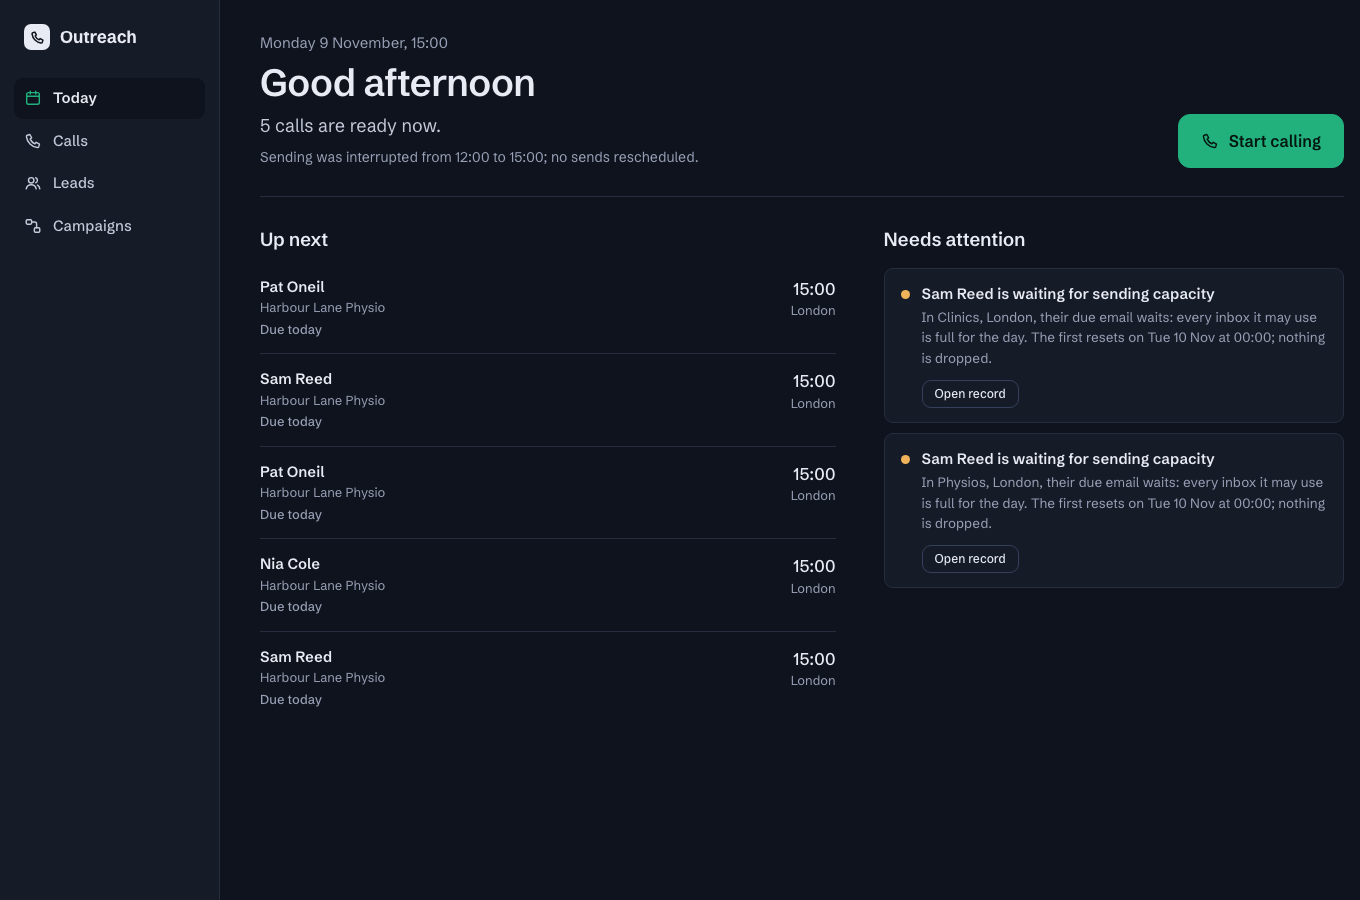 Outreach
Today
Calls
Leads
Campaigns
Monday 9 November, 15:00
Good afternoon
5 calls are ready now.
Sending was interrupted from 12:00 to 15:00; no sends rescheduled.
Start calling
Up next
Pat Oneil
Harbour Lane Physio
Due today
15:00
London
Sam Reed
Harbour Lane Physio
Due today
15:00
London
Pat Oneil
Harbour Lane Physio
Due today
15:00
London
Nia Cole
Harbour Lane Physio
Due today
15:00
London
Sam Reed
Harbour Lane Physio
Due today
15:00
London
Needs attention
Sam Reed is waiting for sending capacity
In Clinics, London, their due email waits: every inbox it may use
is full for the day. The first resets on Tue 10 Nov at 00:00; nothing
is dropped.
Open record
Sam Reed is waiting for sending capacity
In Physios, London, their due email waits: every inbox it may use
is full for the day. The first resets on Tue 10 Nov at 00:00; nothing
is dropped.
Open record